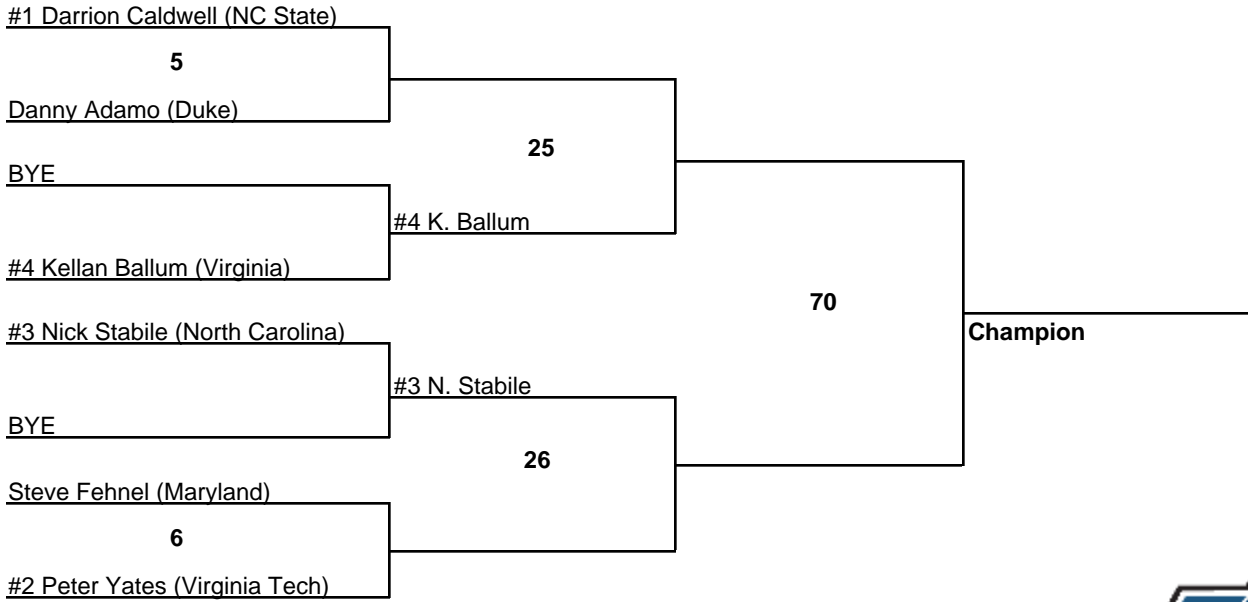 #1 Darrion Caldwell (NC State)
5
Danny Adamo (Duke)
25
BYE
#4 K. Ballum
#4 Kellan Ballum (Virginia)
70
#3 Nick Stabile (North Carolina)
Champion
#3 N. Stabile
BYE
26
Steve Fehnel (Maryland)
6
#2 Peter Yates (Virginia Tech)